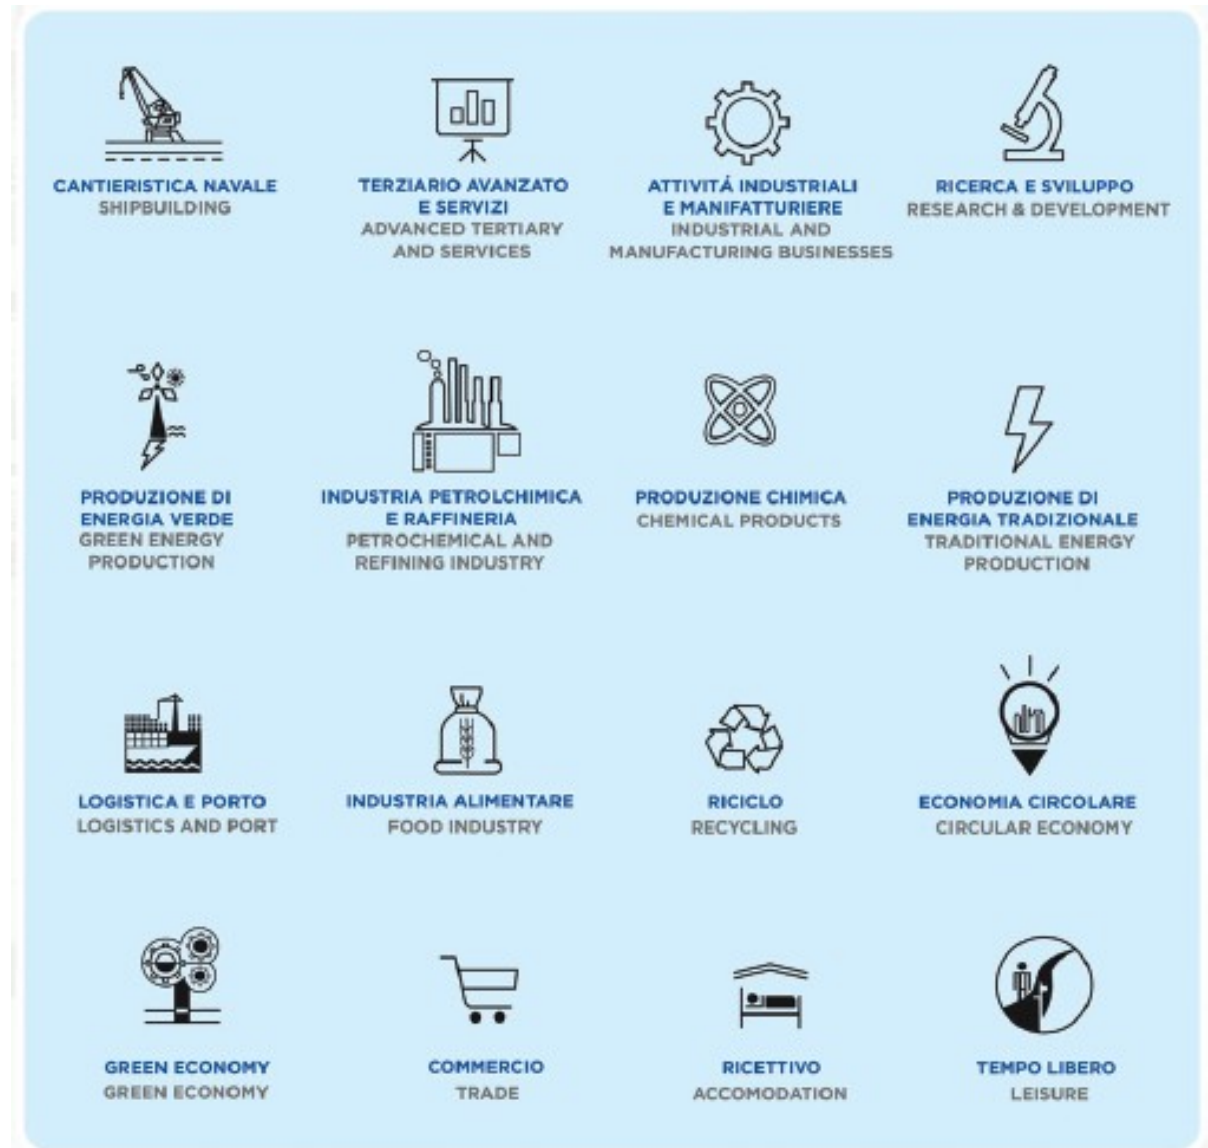 CANTIERISTICA NAVALE
SHIPBUILDING
TERZIARIO AVANZATO
E SERVIZI
ADVANCED TERTIARY
AND SERVICES
ATTIVITÁ INDUSTRIALI
E MANIFATTURIERE
INDUSTRIAL AND
MANUFACTURING BUSINESSES
RICERCA E SVILUPPO
RESEARCH & DEVELOPMENT
PRODUZIONE DI
ENERGIA VERDE
GREEN ENERGY
PRODUCTION
INDUSTRIA PETROLCHIMICA
E RAFFINERIA
PETROCHEMICAL AND
REFINING INDUSTRY
PRODUZIONE CHIMICA
CHEMICAL PRODUCTS
PRODUZIONE DI
ENERGIA TRADIZIONALE
TRADITIONAL ENERGY
PRODUCTION
LOGISTICA E PORTO
LOGISTICS AND PORT
INDUSTRIA ALIMENTARE
FOOD INDUSTRY
RICICLO
RECYCLING
ECONOMIA CIRCOLARE
CIRCULAR ECONOMY
GREEN ECONOMY
GREEN ECONOMY
COMMERCIO
TRADE
RICETTIVO
ACCOMODATION
TEMPO LIBERO
LEISURE